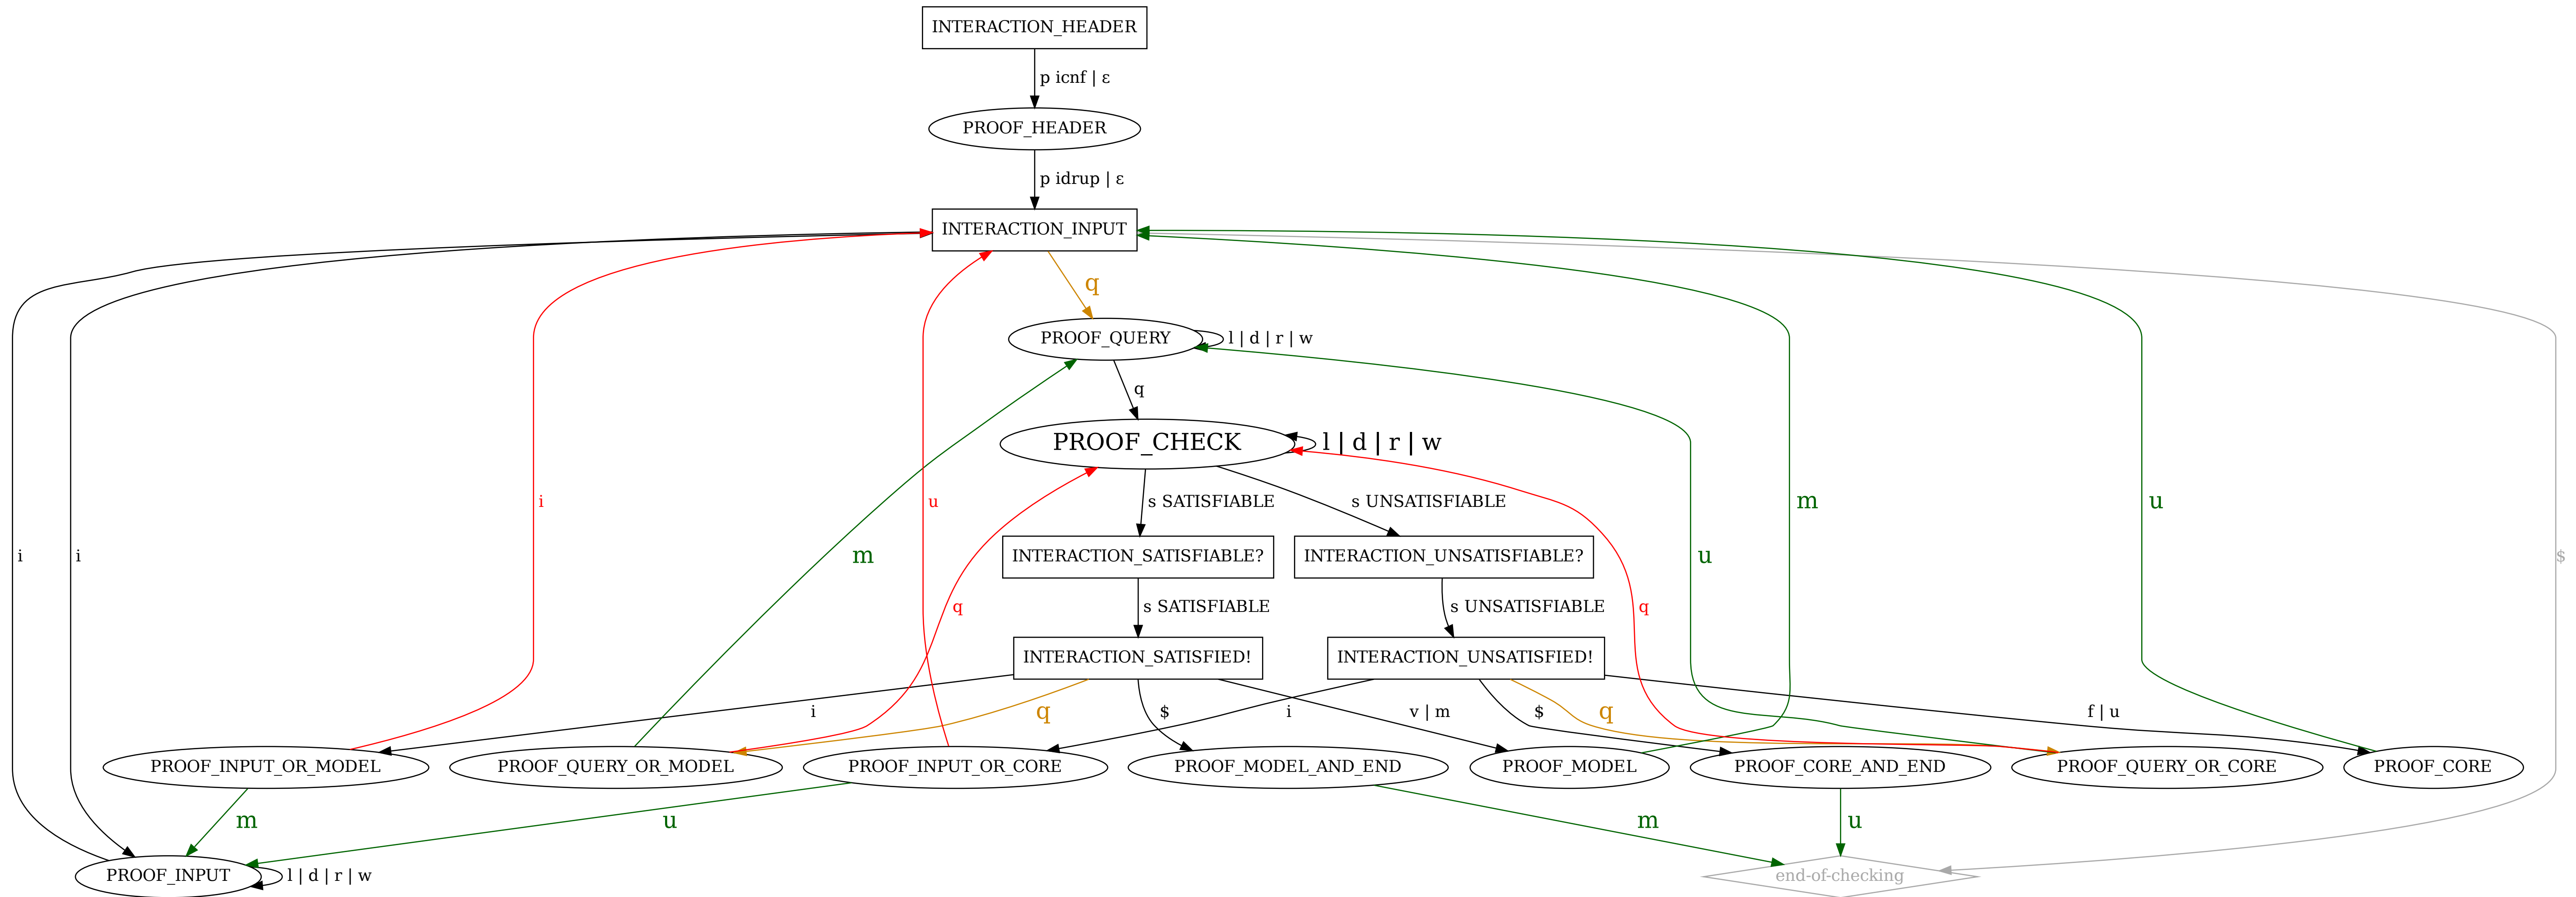 INTERACTION_HEADER
p icnf | ε
PROOF_HEADER
p idrup | ε
INTERACTION_INPUT
q
PROOF_QUERY
l | d | r | w
q
PROOF_CHECK
l | d | r | w
i
s SATISFIABLE
s UNSATISFIABLE
u
m
u
i
i
m
INTERACTION_SATISFIABLE?
INTERACTION_UNSATISFIABLE?
u
$
q
s SATISFIABLE
s UNSATISFIABLE
q
INTERACTION_SATISFIED!
INTERACTION_UNSATISFIED!
i
q
$
i
v | m
$
q
f | u
PROOF_INPUT_OR_MODEL
PROOF_QUERY_OR_MODEL
PROOF_INPUT_OR_CORE
PROOF_MODEL_AND_END
PROOF_MODEL
PROOF_CORE_AND_END
PROOF_QUERY_OR_CORE
PROOF_CORE
m
u
m
u
PROOF_INPUT
l | d | r | w
end-of-checking